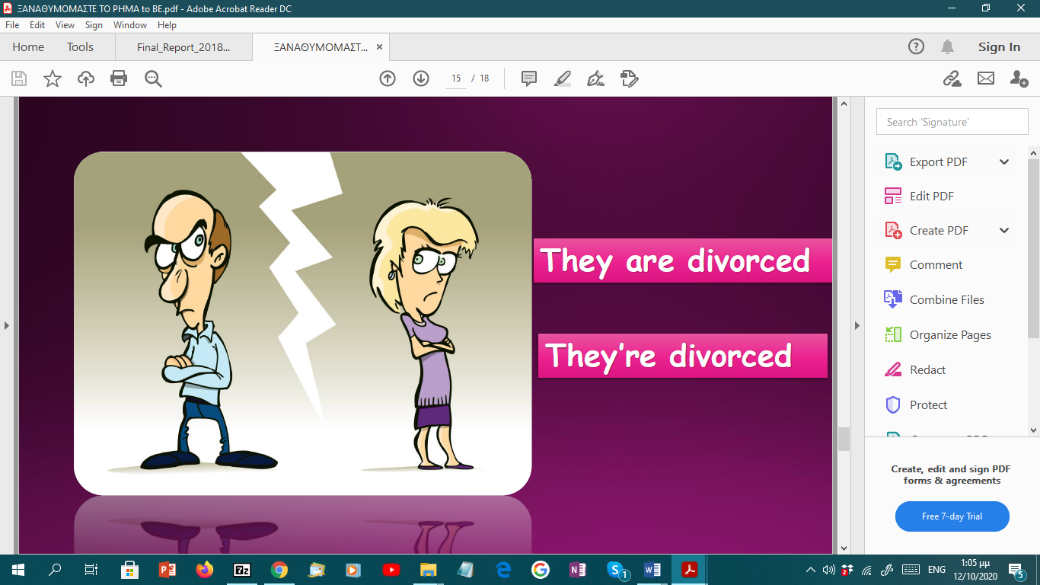 ΞΑΝΑΘΥΜΟΜΑΣΤΕ ΤΟ ΡΗΜΑ to BE.pdf - Adobe Acrobat Reader DC
File Edit View Sign Window Help
Home Tools Final_Report_2018... ΞΑΝΑΘΥΜΟΜΑΣΤ... ×
? Sign In
15 / 18
Search 'Signature'
Export PDF
Edit PDF
Create PDF
Comment
Combine Files
Organize Pages
Redact
Protect
They are divorced
They're divorced
Create, edit and sign PDF
forms & agreements
Free 7-day Trial
ENG
1:05 μμ
12/10/2020
5